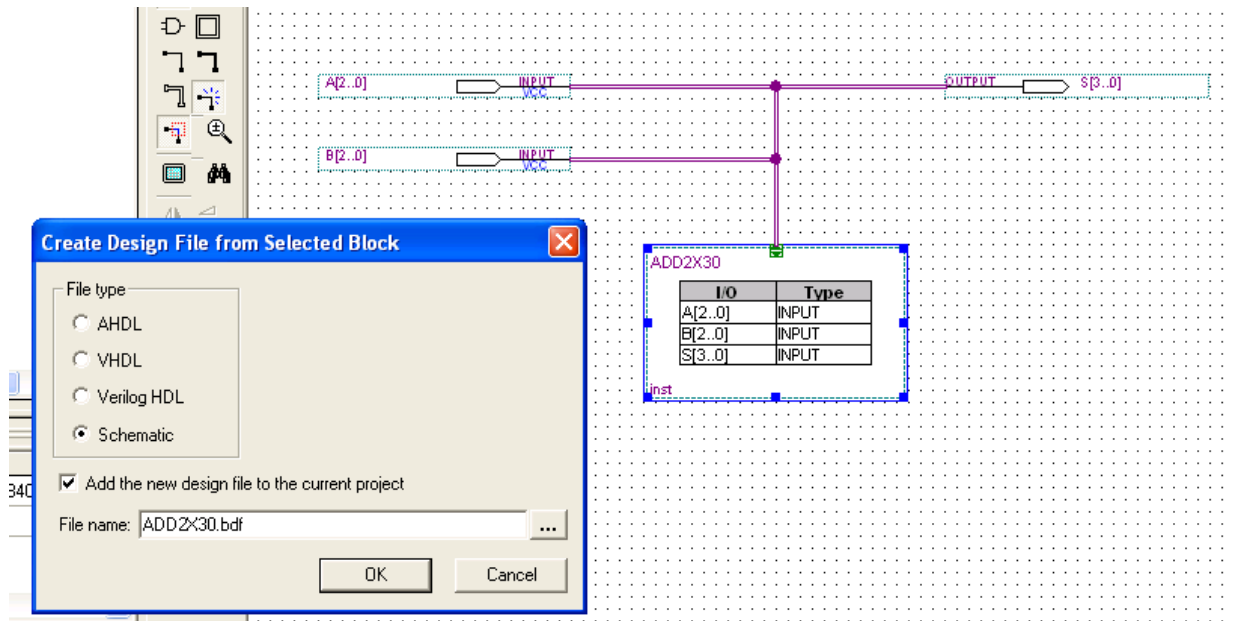 A[2..0] INPUT VCC OUTPUT S[3..0]
B[2..0] INPUT VCC
Create Design File from Selected Block
File type
AHDL
VHDL
Verilog HDL
Schematic
Add the new design file to the current project
File name: ADD2X30.bdf ...
OK Cancel
ADD2X30
I/O Type
A[2..0] INPUT
B[2..0] INPUT
S[3..0] INPUT
inst